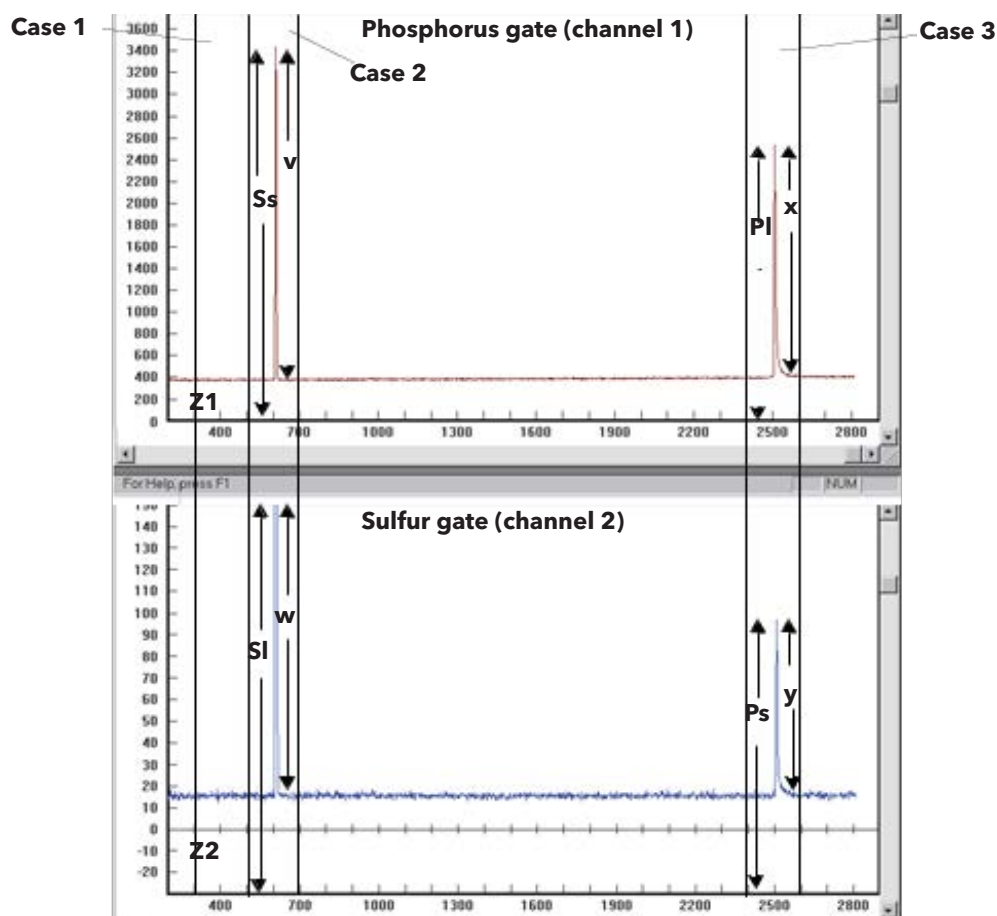 Case 1
Phosphorus gate (channel 1)
Case 3
Case 2
3600
3400
3200
3000
2800
2600
2400
2200
2000
1800
1600
1400
1200
1000
800
600
400
200
0
v
Ss
x
Pl
Z1
400 700 1000 1300 1600 1900 2200 2500 2800
For Help, press F1 NUM
Sulfur gate (channel 2)
150
140
130
120
110
100
90
80
70
60
50
40
30
20
10
0
-10
-20
w
Sl
y
Ps
Z2
400 700 1000 1300 1600 1900 2200 2500 2800